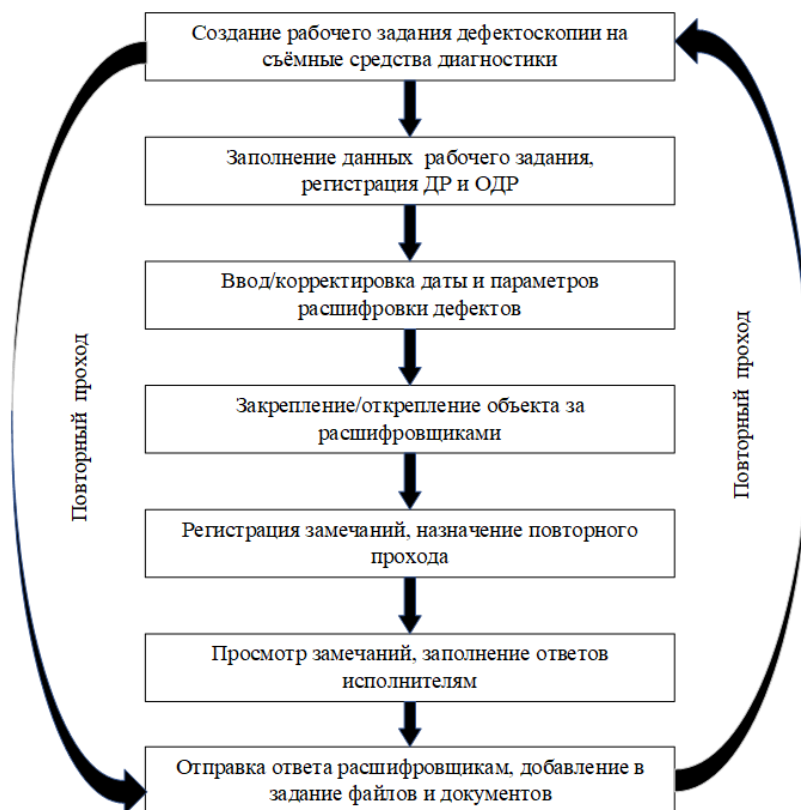 Создание рабочего задания дефектоскопии на
съёмные средства диагностики
Заполнение данных рабочего задания,
регистрация ДР и ОДР
Ввод/корректировка даты и параметров
расшифровки дефектов
Закрепление/открепление объекта за
расшифровщиками
Регистрация замечаний, назначение повторного
прохода
Просмотр замечаний, заполнение ответов
исполнителям
Отправка ответа расшифровщикам, добавление в
задание файлов и документов
Повторный проход
Повторный проход